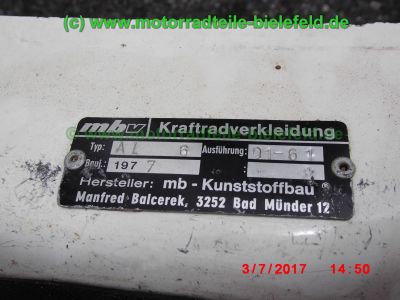 © www.motorradteile-bielefeld.de
mbv Kraftradverkleidung
Typ: AL 6 Ausführung: 01-61
Bauj.: 1977
Hersteller: mb - Kunststoffbau
Manfred Balcerek, 3252 Bad Münder 12
3/7/2017 14:50